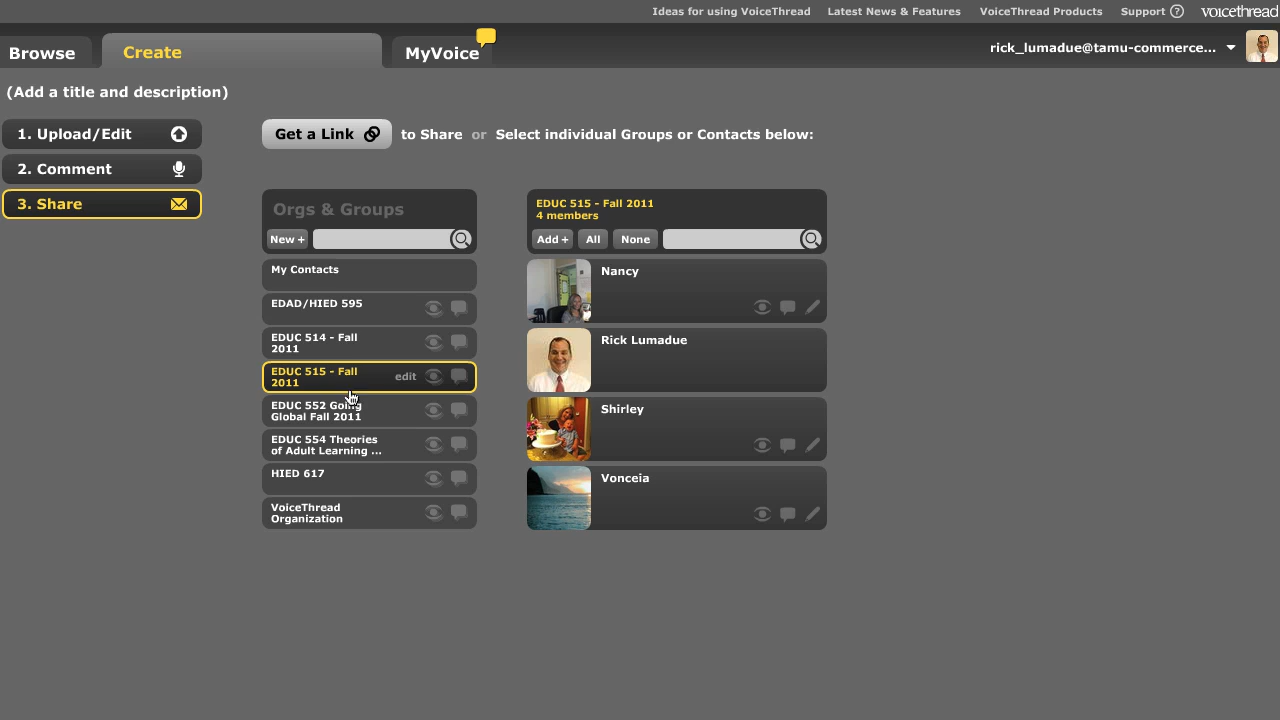 Ideas for using VoiceThread Latest News & Features VoiceThread Products Support ? voicethread
Browse Create MyVoice rick_lumadue@tamu-commerce...
(Add a title and description)
1. Upload/Edit
2. Comment
3. Share
Get a Link to Share or Select individual Groups or Contacts below:
Orgs & Groups
New +
My Contacts
EDAD/HIED 595
EDUC 514 - Fall
2011
EDUC 515 - Fall
2011
edit
EDUC 552 Going
Global Fall 2011
EDUC 554 Theories
of Adult Learning ...
HIED 617
VoiceThread
Organization
EDUC 515 - Fall 2011
4 members
Add + All None
Nancy
Rick Lumadue
Shirley
Vonceia